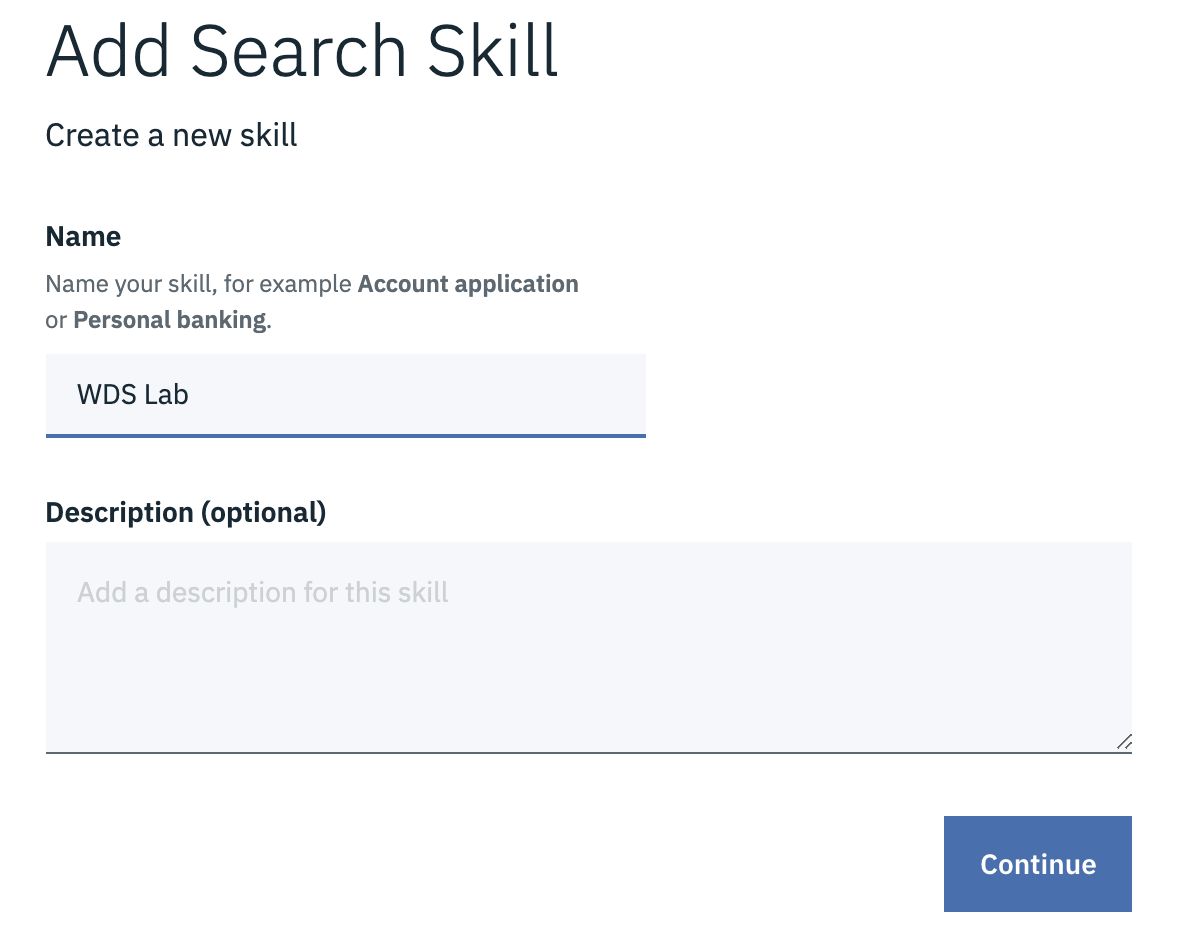 Add Search Skill
Create a new skill
Name
Name your skill, for example Account application
or Personal banking.
WDS Lab
Description (optional)
Add a description for this skill
Continue